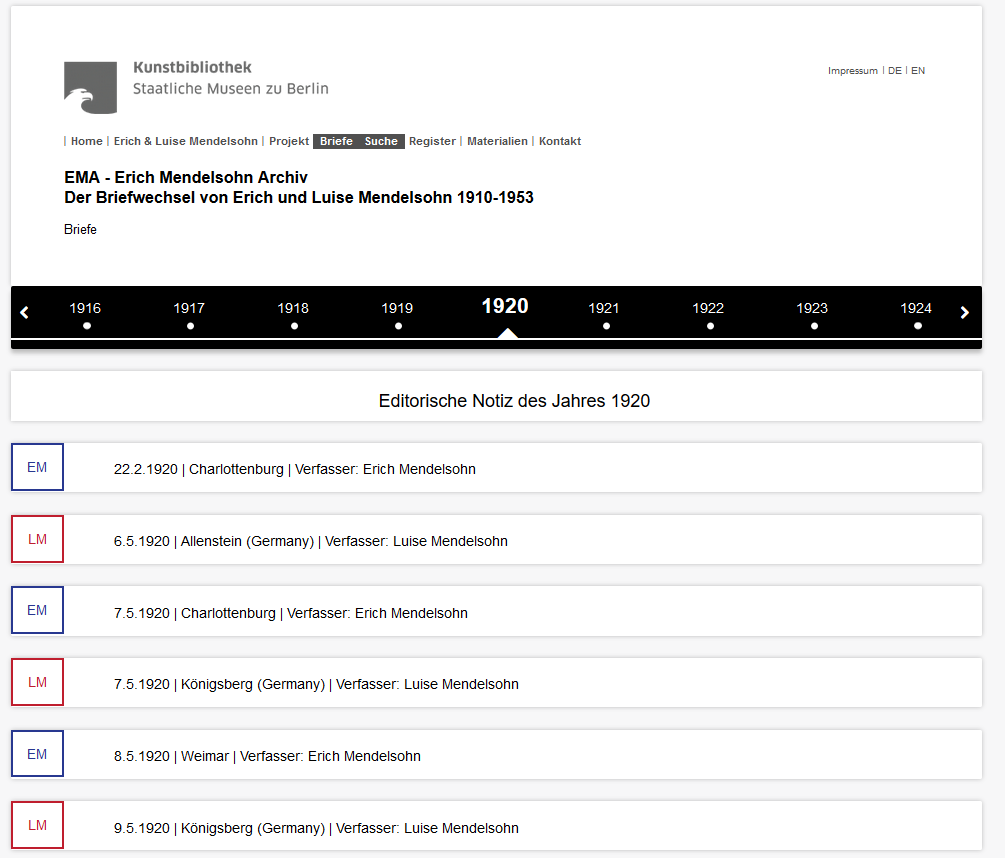 Kunstbibliothek
Staatliche Museen zu Berlin
Impressum | DE | EN
| Home | Erich & Luise Mendelsohn | Projekt Briefe Suche Register | Materialien | Kontakt
EMA - Erich Mendelsohn Archiv
Der Briefwechsel von Erich und Luise Mendelsohn 1910-1953
Briefe
1916 1917 1918 1919 1920 1921 1922 1923 1924
Editorische Notiz des Jahres 1920
EM 22.2.1920 | Charlottenburg | Verfasser: Erich Mendelsohn
LM 6.5.1920 | Allenstein (Germany) | Verfasser: Luise Mendelsohn
EM 7.5.1920 | Charlottenburg | Verfasser: Erich Mendelsohn
LM 7.5.1920 | Königsberg (Germany) | Verfasser: Luise Mendelsohn
EM 8.5.1920 | Weimar | Verfasser: Erich Mendelsohn
LM 9.5.1920 | Königsberg (Germany) | Verfasser: Luise Mendelsohn